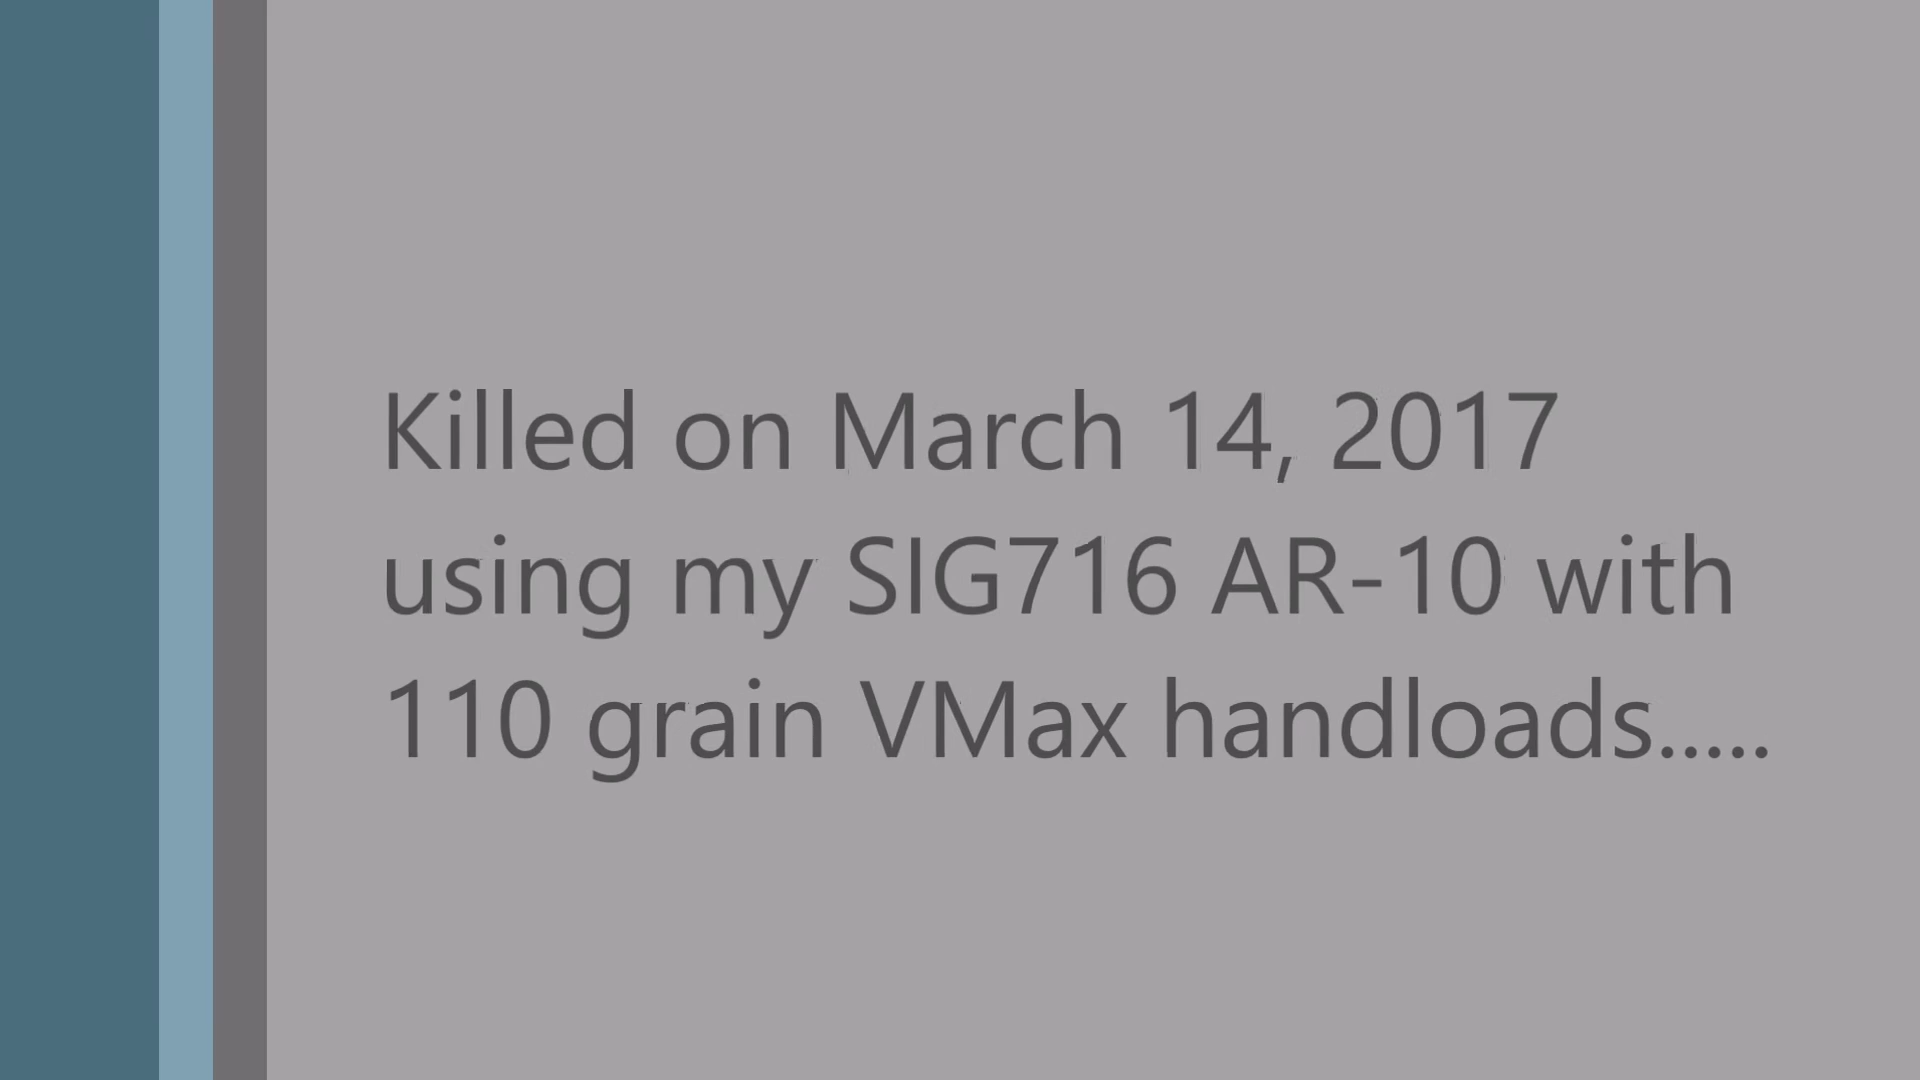 Killed on March 14, 2017
using my SIG716 AR-10 with
110 grain VMax handloads.....